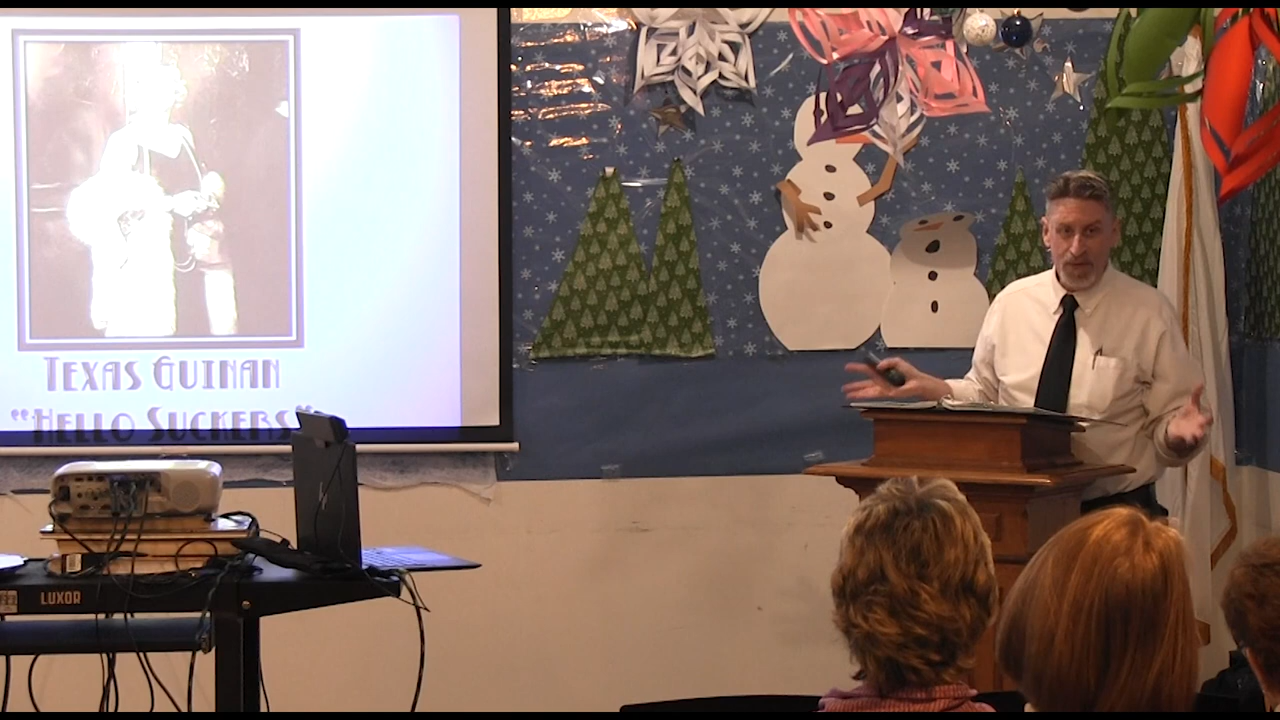 TEXAS GUINAN
“HELLO SUCKERS”
LUXOR